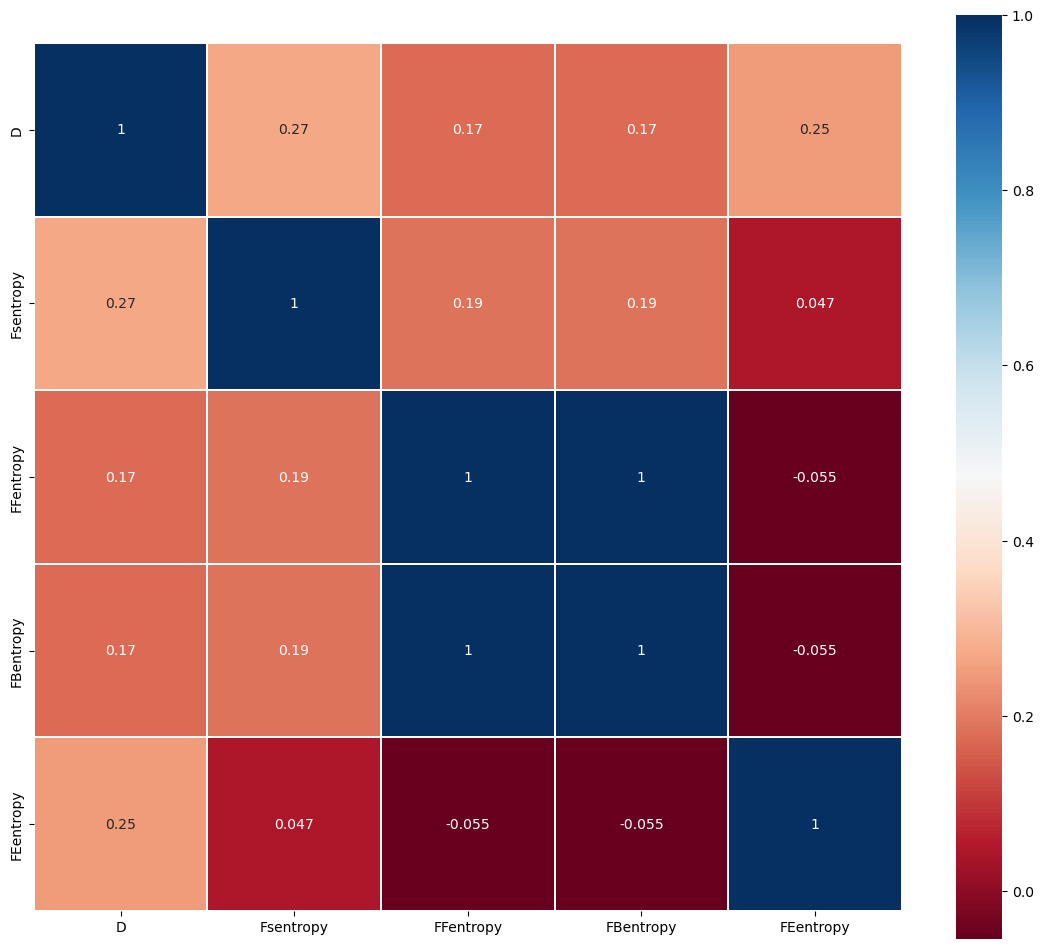 D 1 0.27 0.17 0.17 0.25
Fsentropy 0.27 1 0.19 0.19 0.047
FFentropy 0.17 0.19 1 1 -0.055
FBentropy 0.17 0.19 1 1 -0.055
FEentropy 0.25 0.047 -0.055 -0.055 1
D Fsentropy FFentropy FBentropy FEentropy
1.0
0.8
0.6
0.4
0.2
0.0